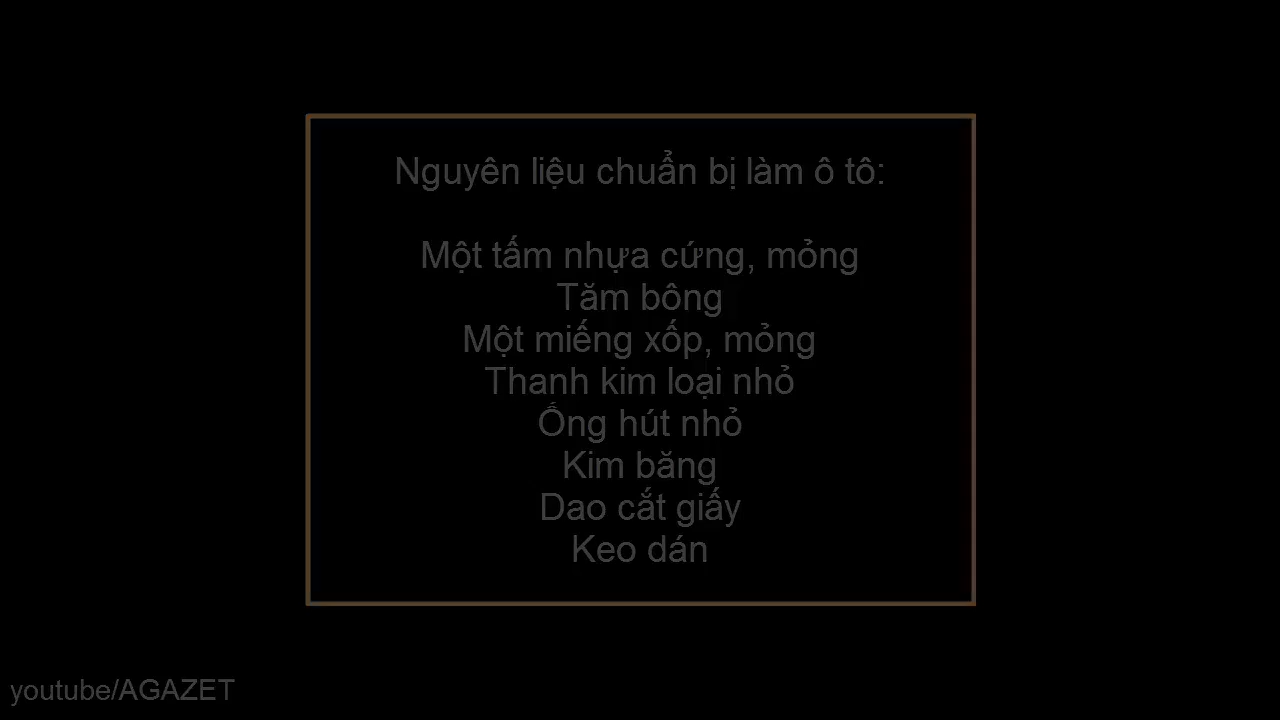 Nguyên liệu chuẩn bị làm ô tô:
Một tấm nhựa cứng, mỏng
Tăm bông
Một miếng xốp, mỏng
Thanh kim loại nhỏ
Ống hút nhỏ
Kim băng
Dao cắt giấy
Keo dán
youtube/AGAZET